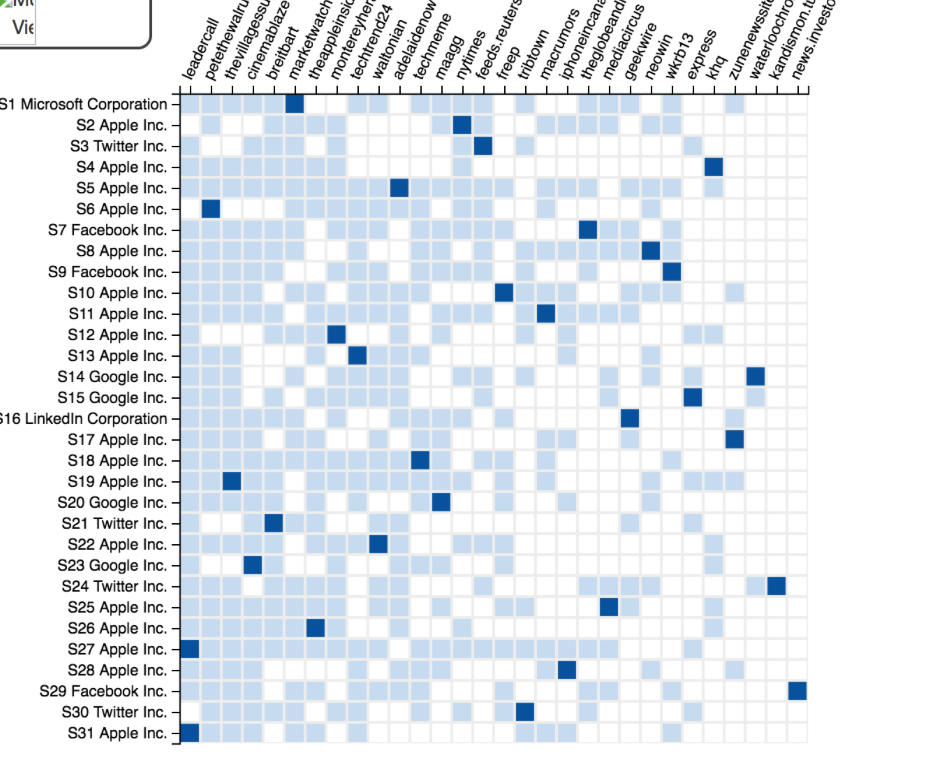 Vie
leadercall
petethewalru
thevillagessu
cinemablaze
breitbart
marketwatch
theappleinsid
montereyher
techtrend24
waltonian
adelaidenow
techmeme
maagg
nytimes
feeds.reuters
freep
tribtown
macrumors
iphoneincana
theglobeand
mediacircus
geekwire
neowin
wkrb13
express
khq
zunenewssite
waterloochro
kandismon.tu
news.investo
S1 Microsoft Corporation
S2 Apple Inc.
S3 Twitter Inc.
S4 Apple Inc.
S5 Apple Inc.
S6 Apple Inc.
S7 Facebook Inc.
S8 Apple Inc.
S9 Facebook Inc.
S10 Apple Inc.
S11 Apple Inc.
S12 Apple Inc.
S13 Apple Inc.
S14 Google Inc.
S15 Google Inc.
S16 LinkedIn Corporation
S17 Apple Inc.
S18 Apple Inc.
S19 Apple Inc.
S20 Google Inc.
S21 Twitter Inc.
S22 Apple Inc.
S23 Google Inc.
S24 Twitter Inc.
S25 Apple Inc.
S26 Apple Inc.
S27 Apple Inc.
S28 Apple Inc.
S29 Facebook Inc.
S30 Twitter Inc.
S31 Apple Inc.